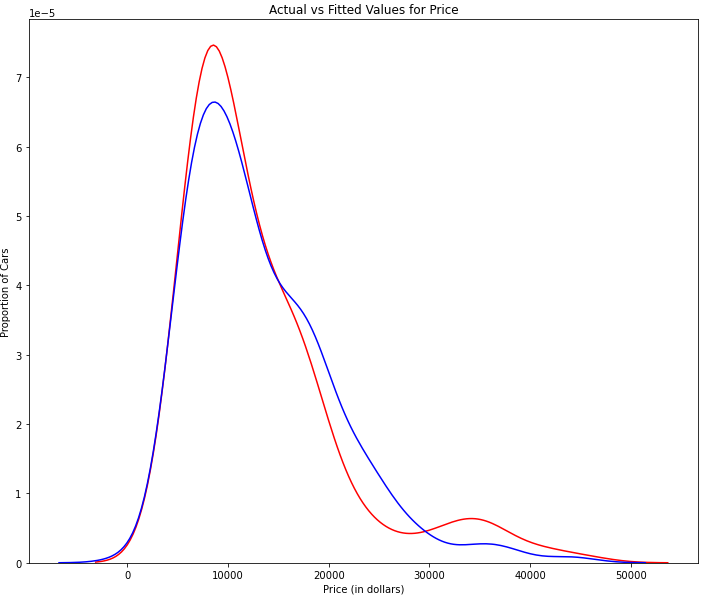 Actual vs Fitted Values for Price
1e−5
7
6
5
4
3
2
1
0
Proportion of Cars
0 10000 20000 30000 40000 50000
Price (in dollars)